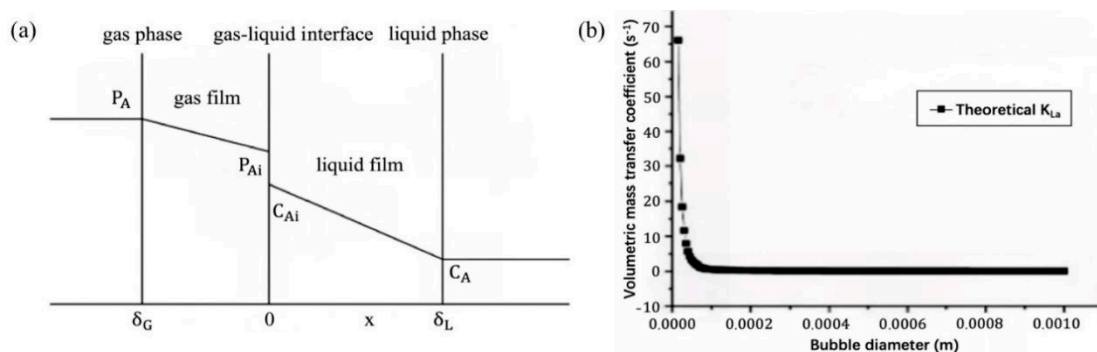 (a)
gas phase gas-liquid interface liquid phase
P_A gas film
P_Ai liquid film
C_Ai
C_A
δ_G 0 x δ_L
(b)
Volumetric mass transfer coefficient (s⁻¹)
70
60
50
40
30
20
10
0
-10
Theoretical K_La
0.0000 0.0002 0.0004 0.0006 0.0008 0.0010
Bubble diameter (m)